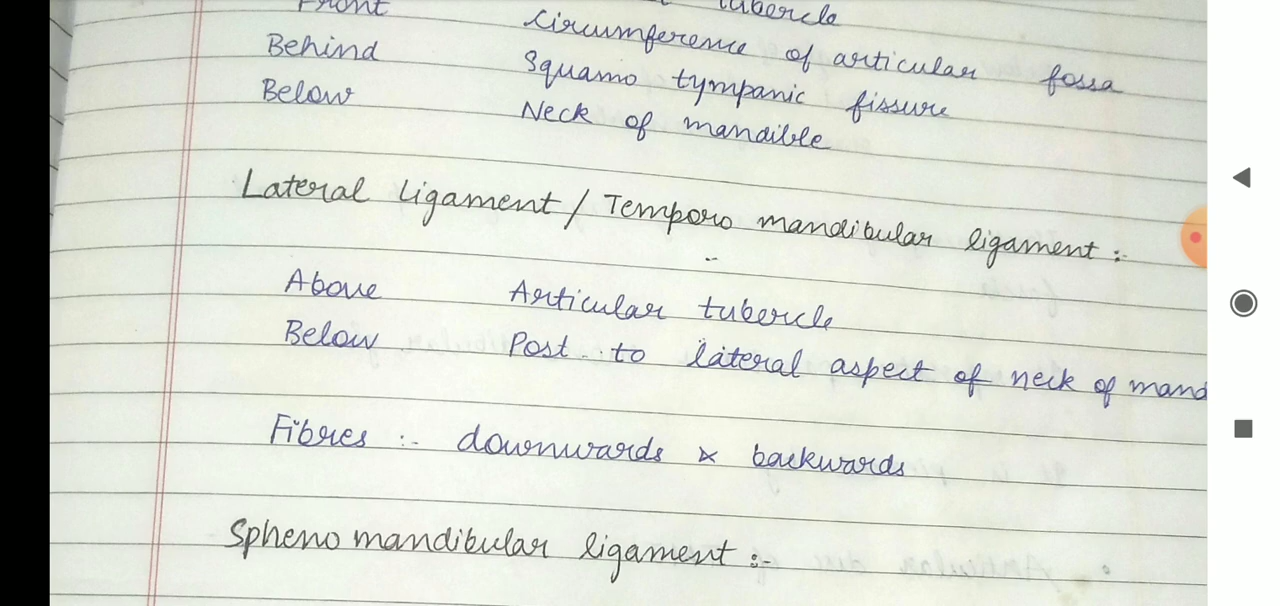 Front tubercle
Circumference of articular fossa
Behind Squamo tympanic fissure
Below Neck of mandible
Lateral ligament / Temporo mandibular ligament :-
Above Articular tubercle
Below Post. to lateral aspect of neck of mand
Fibres :- downwards & backwards
Spheno mandibular ligament :-